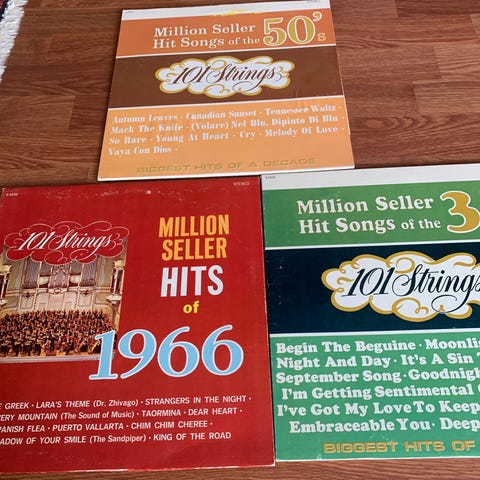 Million Seller
Hit Songs of the 50's
101 Strings
Autumn Leaves · Canadian Sunset · Tennessee Waltz ·
Mack The Knife · (Volare) Nel Blu, Dipinto Di Blu
So Rare · Young At Heart · Cry · Melody Of Love ·
Vaya Con Dios ·
BIGGEST HITS OF A DECADE
STEREO
101 Strings
MILLION
SELLER
HITS
of
1966
E GREEK · LARA'S THEME (Dr. Zhivago) · STRANGERS IN THE NIGHT ·
VERY MOUNTAIN (The Sound of Music) · TAORMINA · DEAR HEART ·
PANISH FLEA · PUERTO VALLARTA · CHIM CHIM CHEREE ·
ADOW OF YOUR SMILE (The Sandpiper) · KING OF THE ROAD
Million Seller
Hit Songs of the 3
101 Strings
Begin The Beguine · Moonli
Night And Day · It's A Sin
September Song · Goodnigh
I'm Getting Sentimental
I've Got My Love To Keep
Embraceable You · Deep
BIGGEST HITS OF